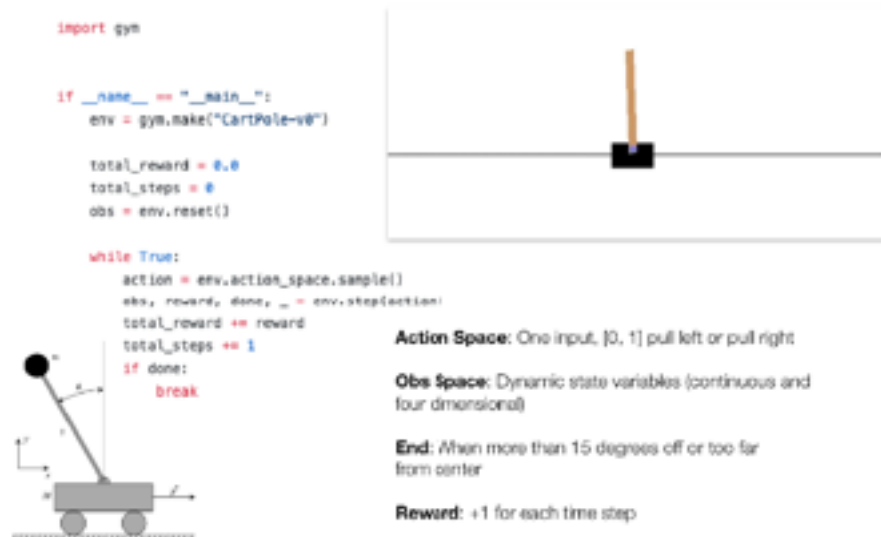 import gym
if __name__ == "__main__":
env = gym.make("CartPole-v0")
total_reward = 0.0
total_steps = 0
obs = env.reset()
while True:
action = env.action_space.sample()
obs, reward, done, _ = env.step(action)
total_reward += reward
total_steps += 1
if done:
break
Action Space: One input, [0, 1] pull left or pull right
Obs Space: Dynamic state variables (continuous and
four dimensional)
End: When more than 15 degrees off or too far
from center
Reward: +1 for each time step